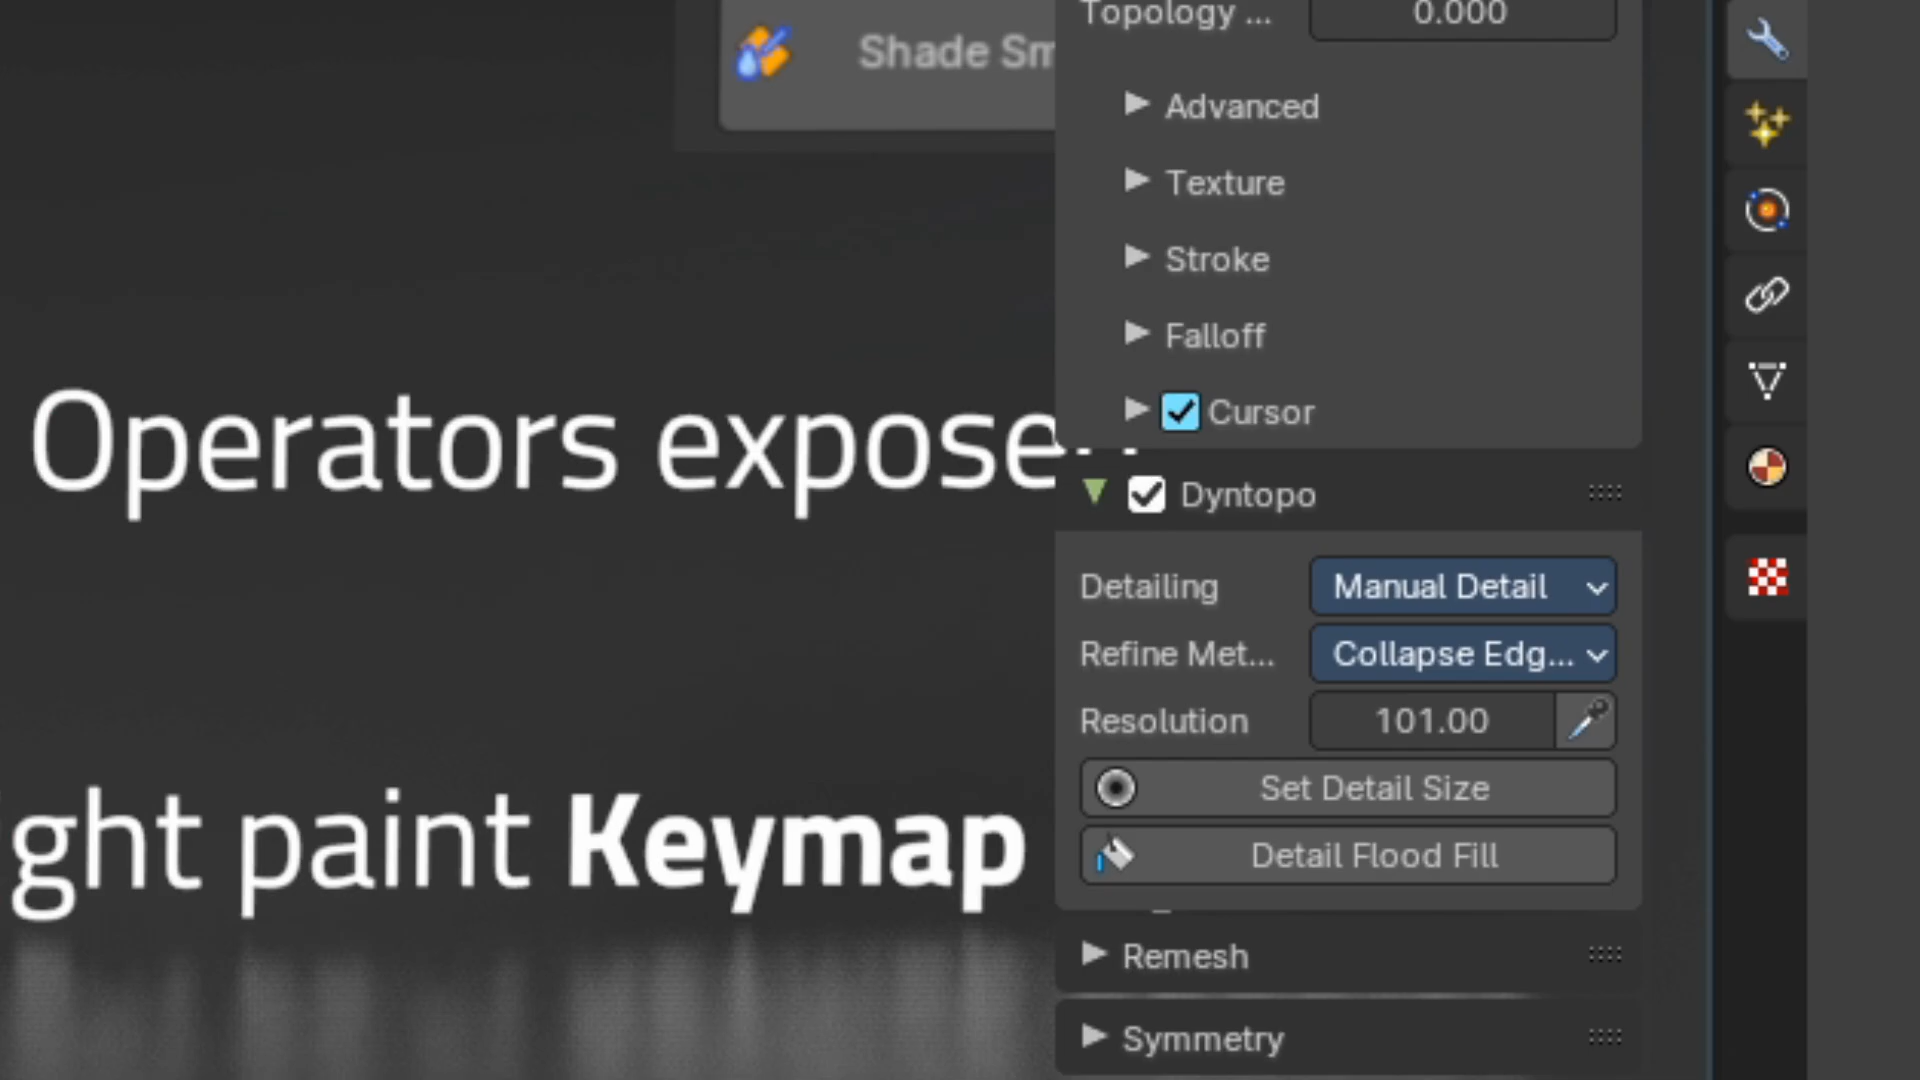 Topology ...
0.000
Shade Sm
Advanced
Texture
Stroke
Falloff
Cursor
Operators expose
Dyntopo
Detailing
Manual Detail
Refine Met...
Collapse Edg...
Resolution
101.00
Set Detail Size
ght paint Keymap
Detail Flood Fill
Remesh
Symmetry